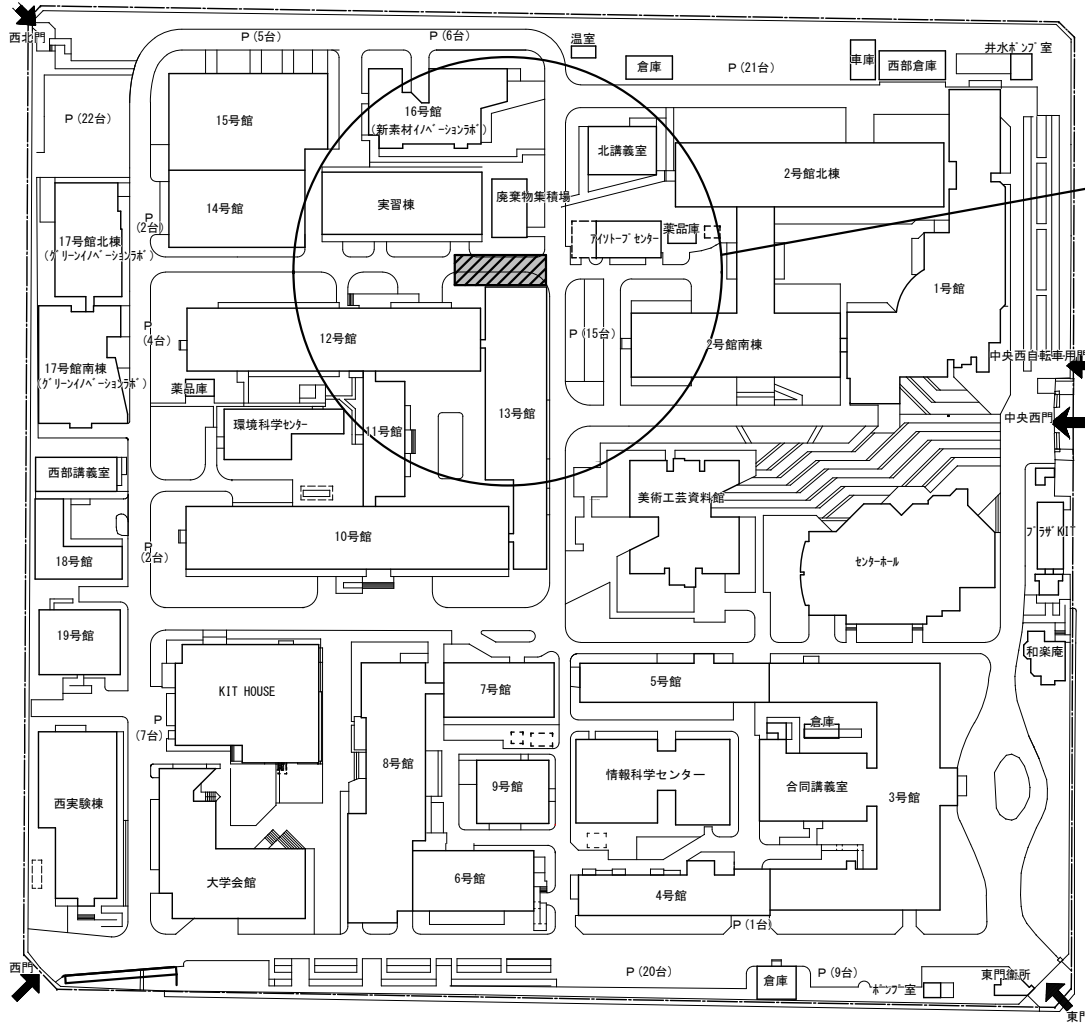 西北門
P (5台)
P (6台)
温室
倉庫
P (21台)
車庫
西部倉庫
井水ポンプ室
P (22台)
15号館
16号館
(新素材イノベーションラボ)
北講義室
2号館北棟
14号館
実習棟
廃棄物集積場
P
(2台)
17号館北棟
(グリーンイノベーションラボ)
アイソトープセンター
薬品庫
1号館
P
(4台)
12号館
P (15台)
2号館南棟
17号館南棟
(グリーンイノベーションラボ)
中央西自転車用門
薬品庫
13号館
環境科学センター
11号館
中央西門
西部講義室
美術工芸資料館
10号館
P
(2台)
18号館
センターホール
プラザKIT
19号館
和楽庵
KIT HOUSE
7号館
5号館
P
(7台)
倉庫
8号館
9号館
情報科学センター
合同講義室
3号館
西実験棟
大学会館
6号館
4号館
P (1台)
西門
P (20台)
倉庫
P (9台)
ポンプ室
東門衛所
東門